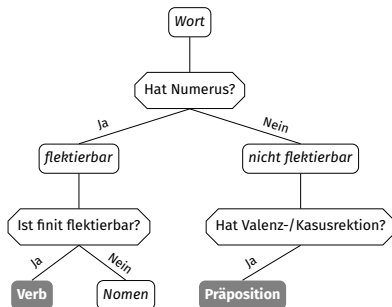 Wort
Hat Numerus?
Ja
Nein
flektierbar
nicht flektierbar
Ist finit flektierbar?
Hat Valenz-/Kasusrektion?
Ja
Nein
Ja
Verb
Nomen
Präposition